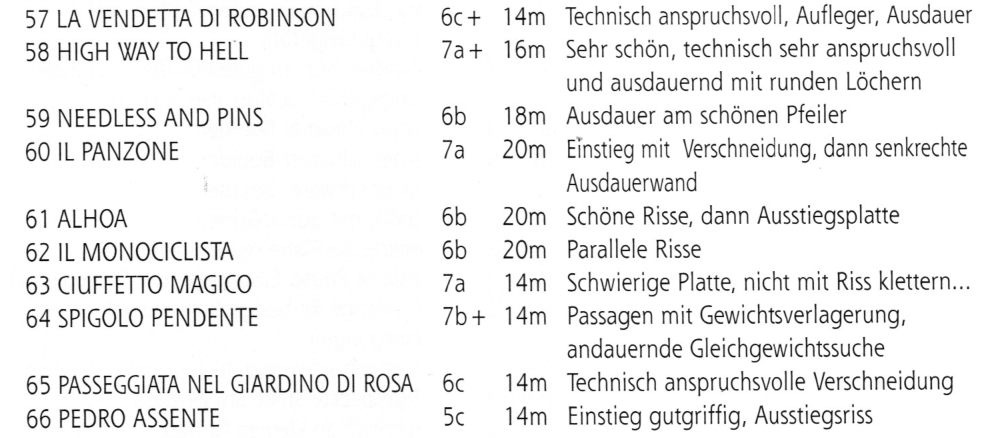 57 LA VENDETTA DI ROBINSON 6c+ 14m Technisch anspruchsvoll, Aufleger, Ausdauer
58 HIGH WAY TO HELL 7a+ 16m Sehr schön, technisch sehr anspruchsvoll
und ausdauernd mit runden Löchern
59 NEEDLESS AND PINS 6b 18m Ausdauer am schönen Pfeiler
60 IL PANZONE 7a 20m Einstieg mit Verschneidung, dann senkrechte
Ausdauerwand
61 ALHOA 6b 20m Schöne Risse, dann Ausstiegsplatte
62 IL MONOCICLISTA 6b 20m Parallele Risse
63 CIUFFETTO MAGICO 7a 14m Schwierige Platte, nicht mit Riss klettern...
64 SPIGOLO PENDENTE 7b+ 14m Passagen mit Gewichtsverlagerung,
andauernde Gleichgewichtssuche
65 PASSEGGIATA NEL GIARDINO DI ROSA 6c 14m Technisch anspruchsvolle Verschneidung
66 PEDRO ASSENTE 5c 14m Einstieg gutgriffig, Ausstiegsriss